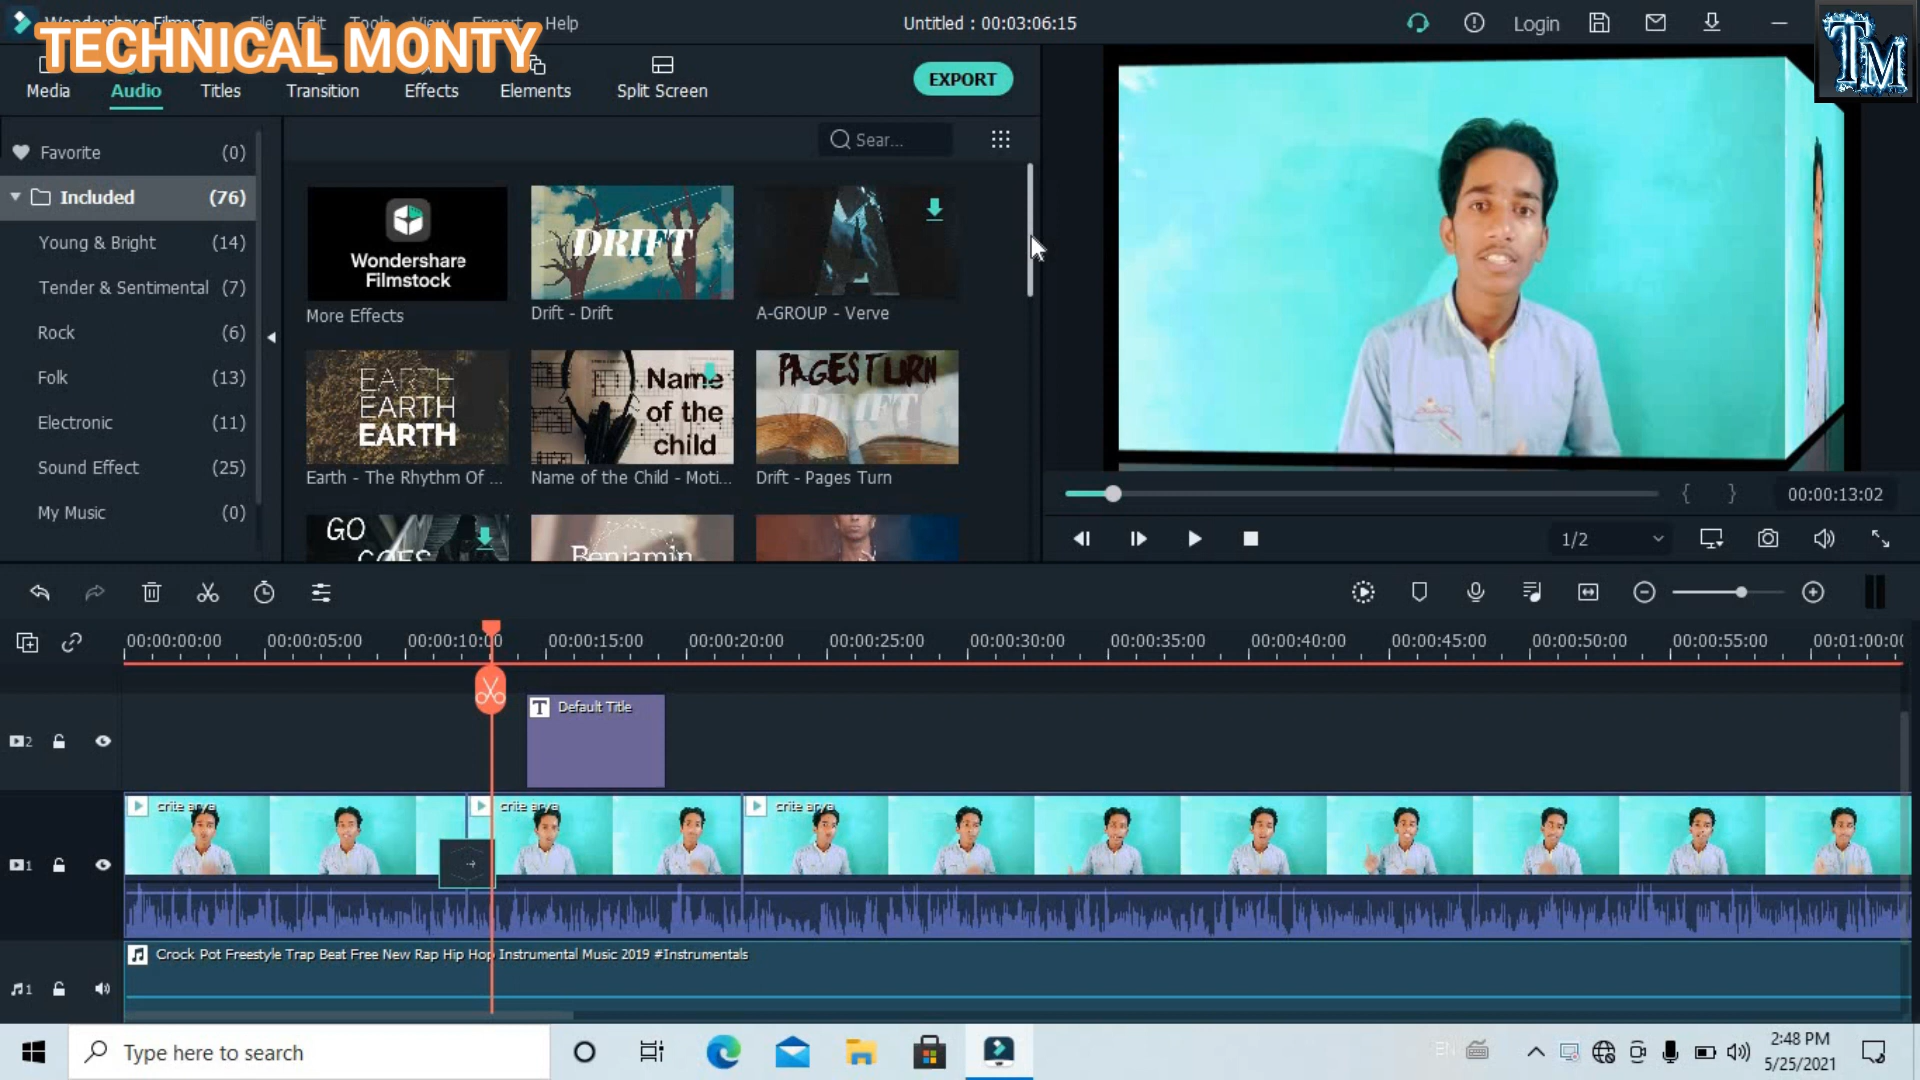 Wondershare Filmora File Edit Tools View Export Help
Untitled : 00:03:06:15
Login
TECHNICAL MONTY
TM
Media Audio Titles Transition Effects Elements Split Screen
EXPORT
Favorite (0)
Included (76)
Young & Bright (14)
Tender & Sentimental (7)
Rock (6)
Folk (13)
Electronic (11)
Sound Effect (25)
My Music (0)
Sear...
Wondershare
Filmstock
More Effects
DRIFT
Drift - Drift
A
A-GROUP - Verve
EARTH
EARTH
EARTH
Earth - The Rhythm Of ...
Name
of the
child
Name of the Child - Moti...
PAGES TURN
DRIFT
Drift - Pages Turn
GO
GOES
Benjamin
{ } 00:00:13:02
1/2
00:00:00:00 00:00:05:00 00:00:10:00 00:00:15:00 00:00:20:00 00:00:25:00 00:00:30:00 00:00:35:00 00:00:40:00 00:00:45:00 00:00:50:00 00:00:55:00 00:01:00:00
2
T Default Title
crite arya crite arya crite arya
1
Crock Pot Freestyle Trap Beat Free New Rap Hip Hop Instrumental Music 2019 #Instrumentals
1
Type here to search
EN
2:48 PM
5/25/2021